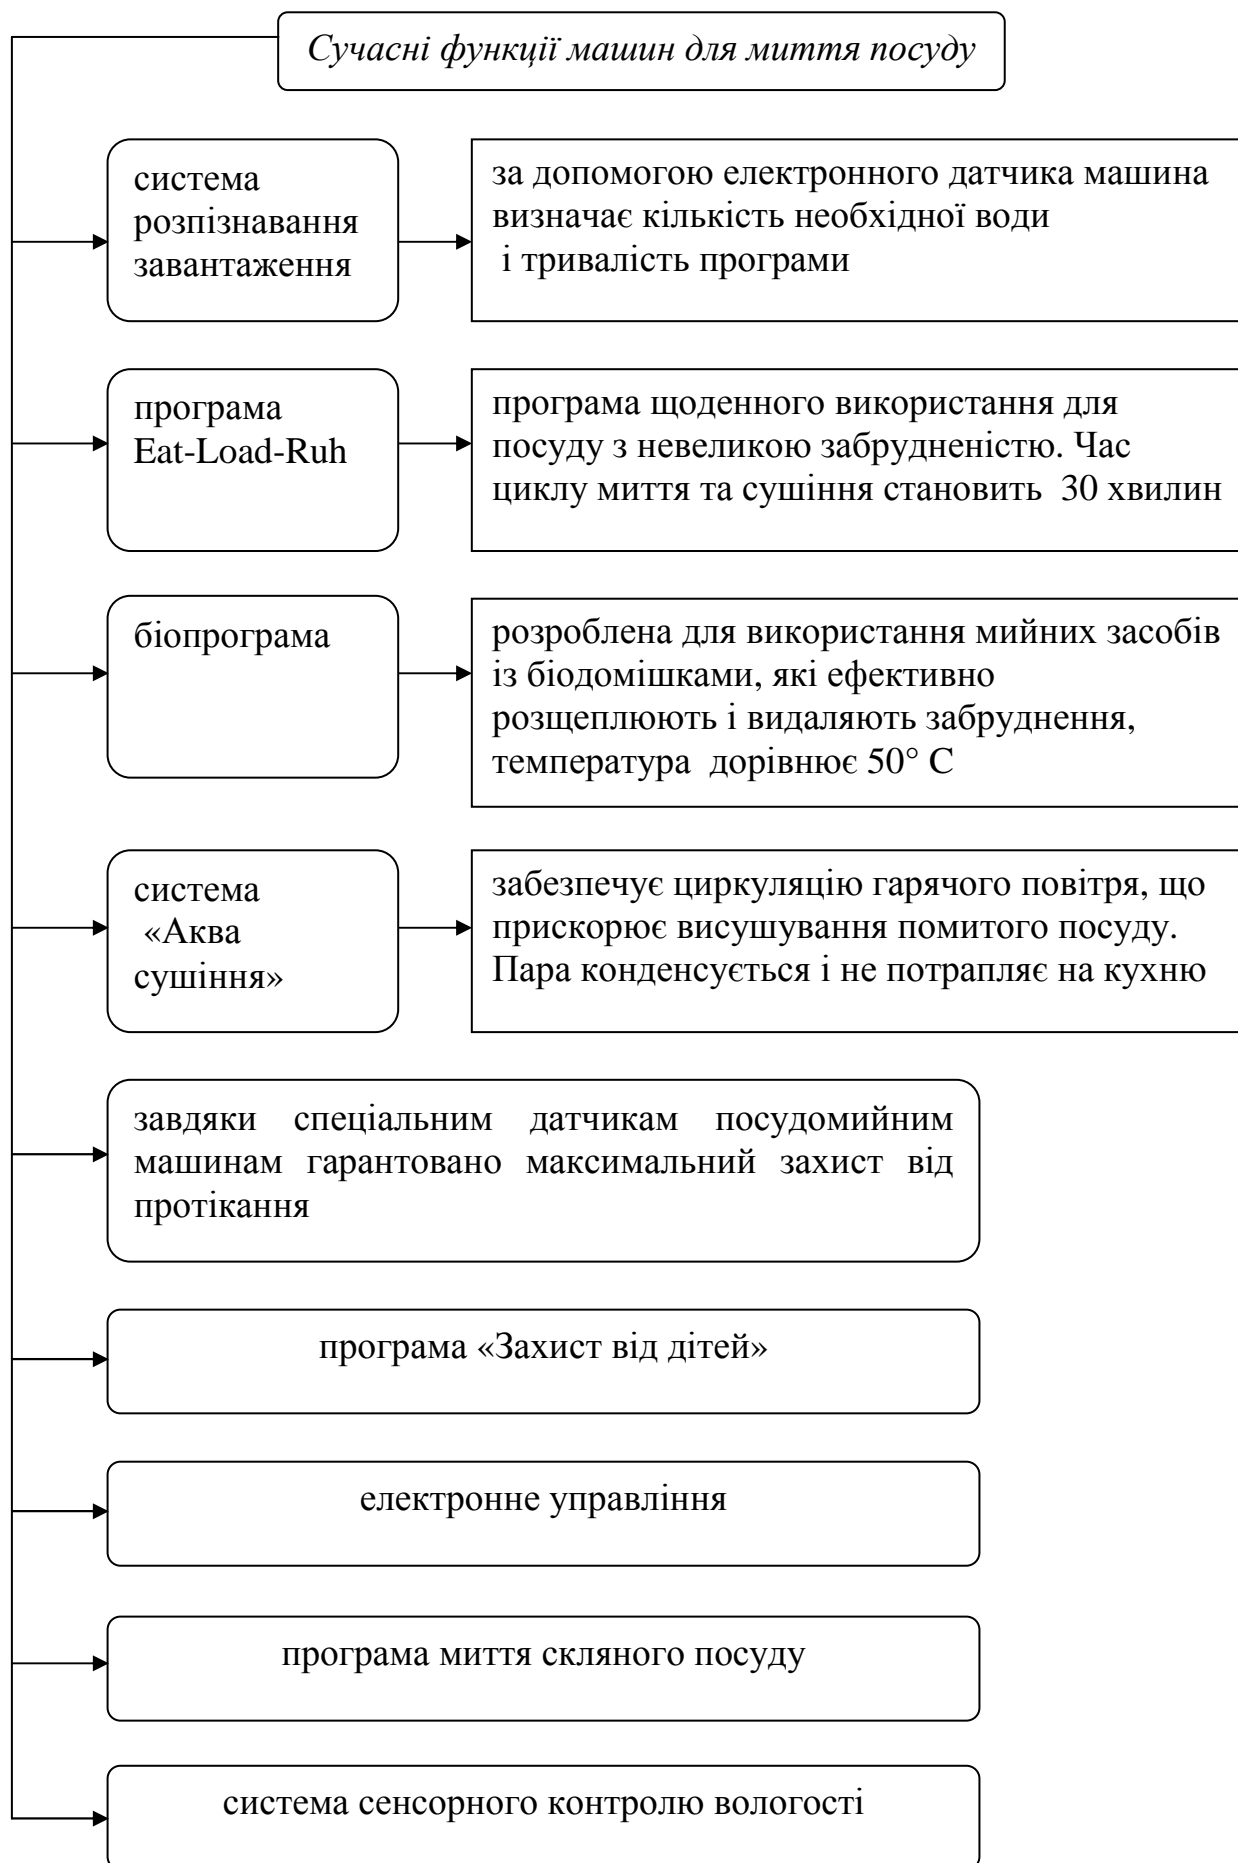 Сучасні функції машин для миття посуду
система
розпізнавання
завантаження
за допомогою електронного датчика машина
визначає кількість необхідної води
і тривалість програми
програма
Eat-Load-Ruh
програма щоденного використання для
посуду з невеликою забрудненістю. Час
циклу миття та сушіння становить 30 хвилин
біопрограма
розроблена для використання мийних засобів
із біодомішками, які ефективно
розщеплюють і видаляють забруднення,
температура дорівнює 50° С
система
«Аква
сушіння»
забезпечує циркуляцію гарячого повітря, що
прискорює висушування помитого посуду.
Пара конденсується і не потрапляє на кухню
завдяки спеціальним датчикам посудомийним
машинам гарантовано максимальний захист від
протікання
програма «Захист від дітей»
електронне управління
програма миття скляного посуду
система сенсорного контролю вологості